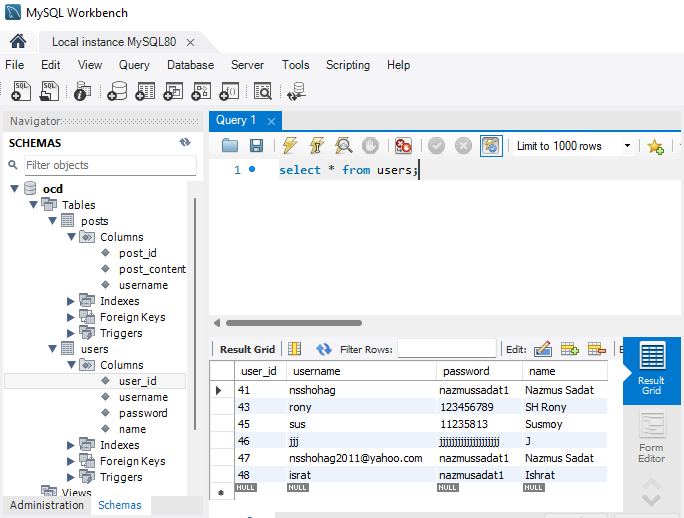 MySQL Workbench
Local instance MySQL80
File Edit View Query Database Server Tools Scripting Help
Navigator
SCHEMAS
Filter objects
ocd
Tables
posts
Columns
post_id
post_content
username
Indexes
Foreign Keys
Triggers
users
Columns
user_id
username
password
name
Indexes
Foreign Keys
Triggers
Views
Administration Schemas
Query 1
Limit to 1000 rows
1 select * from users;
Result Grid Filter Rows: Edit:
user_id username password name
41 nsshohag nazmussadat1 Nazmus Sadat
43 rony 123456789 SH Rony
45 sus 11235813 Susmoy
46 jjj jjjjjjjjjjjjjjjjjjjj J
47 nsshohag2011@yahoo.com nazmussadat1 Nazmus Sadat
48 israt nazmusadat1 Ishrat
NULL NULL NULL NULL
Result
Grid
Form
Editor